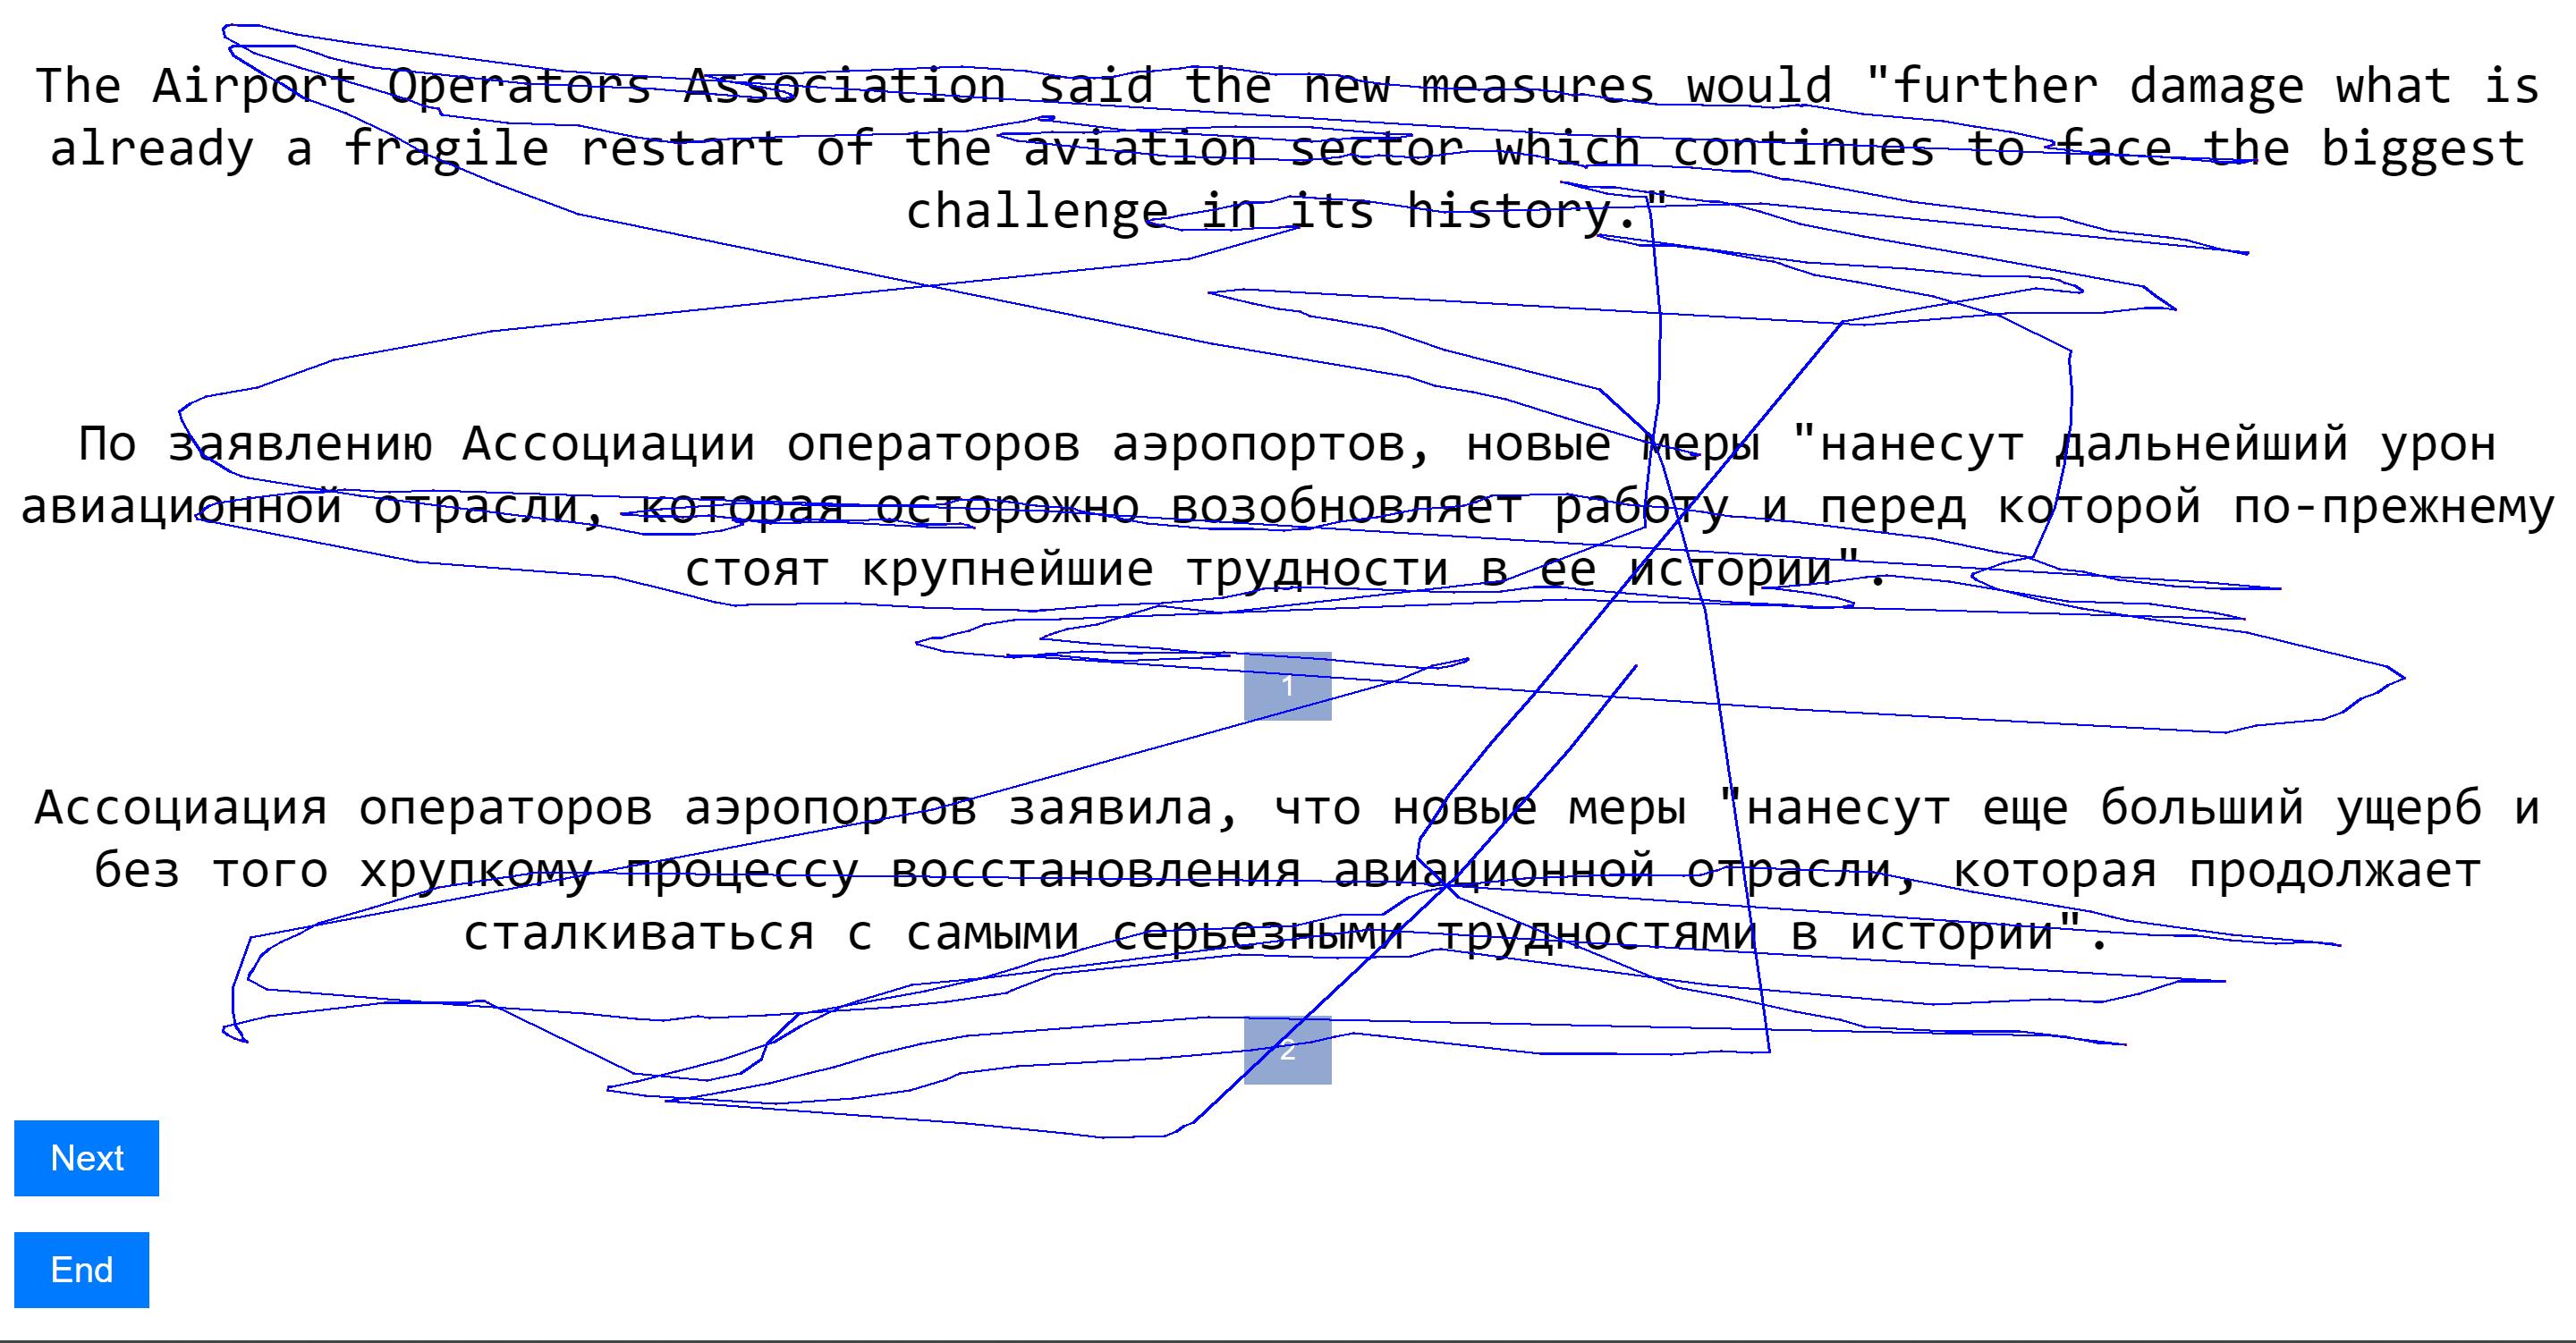 The Airport Operators Association said the new measures would "further damage what is
already a fragile restart of the aviation sector which continues to face the biggest
challenge in its history."
По заявлению Ассоциации операторов аэропортов, новые меры "нанесут дальнейший урон
авиационной отрасли, которая осторожно возобновляет работу и перед которой по-прежнему
стоят крупнейшие трудности в ее истории".
1
Ассоциация операторов аэропортов заявила, что новые меры "нанесут еще больший ущерб и
без того хрупкому процессу восстановления авиационной отрасли, которая продолжает
сталкиваться с самыми серьезными трудностями в истории".
2
Next
End